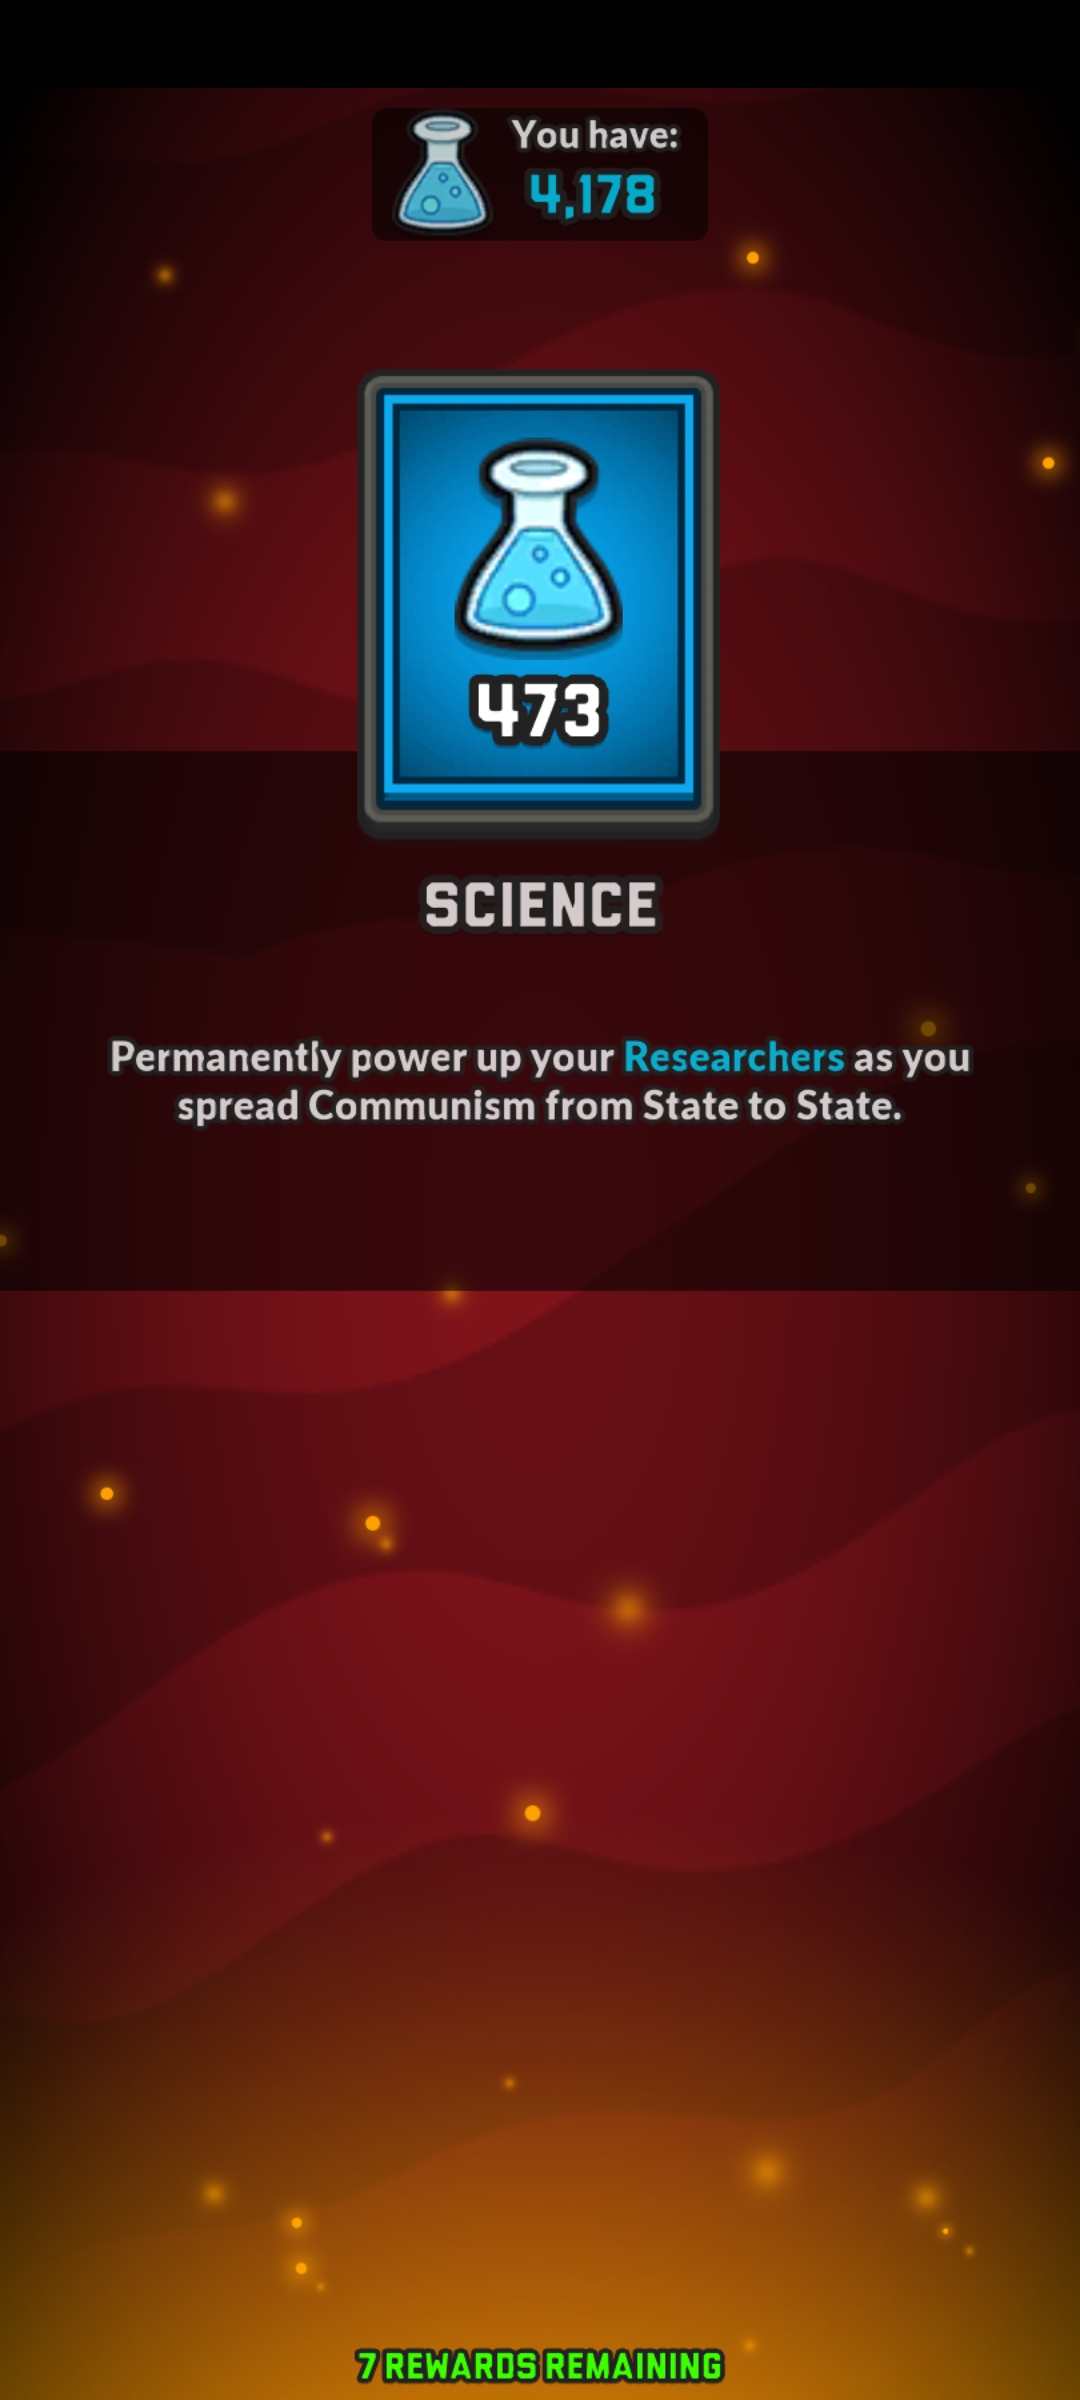 You have:
4,178
473
SCIENCE
Permanently power up your Researchers as you
spread Communism from State to State.
7 REWARDS REMAINING